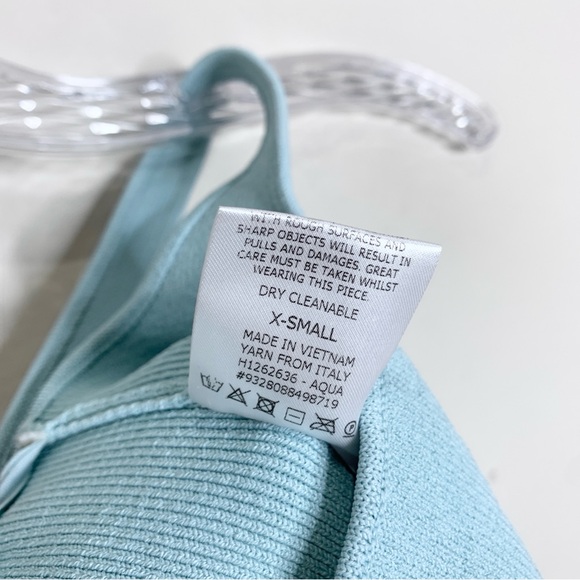 WITH ROUGH SURFACES AND
SHARP OBJECTS WILL RESULT IN
PULLS AND DAMAGES. GREAT
CARE MUST BE TAKEN WHILST
WEARING THIS PIECE.
DRY CLEANABLE
X-SMALL
MADE IN VIETNAM
YARN FROM ITALY
H1262636 - AQUA
#9328088498719